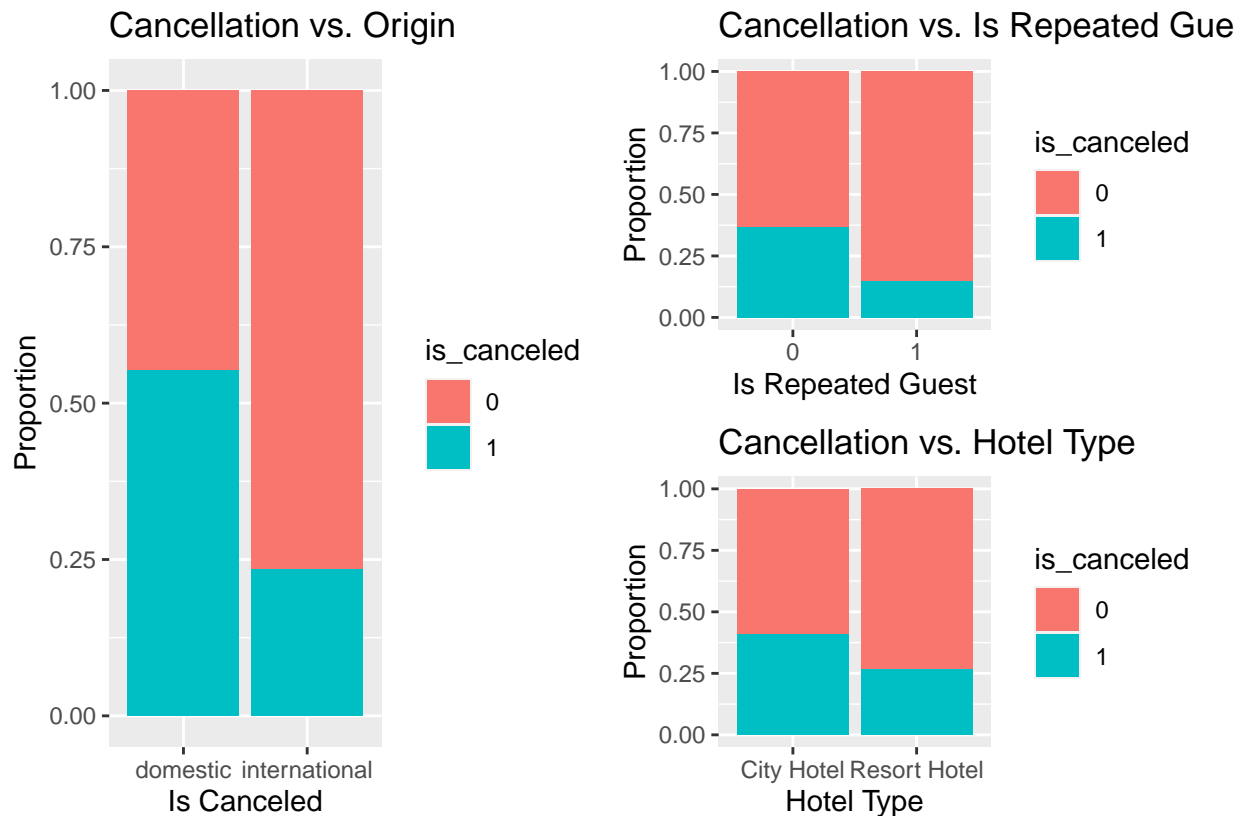 Cancellation vs. Origin
1.00
0.75
0.50
0.25
0.00
Proportion
domestic international
Is Canceled
is_canceled
0
1
Cancellation vs. Is Repeated Gue
1.00
0.75
0.50
0.25
0.00
Proportion
0 1
Is Repeated Guest
is_canceled
0
1
Cancellation vs. Hotel Type
1.00
0.75
0.50
0.25
0.00
Proportion
City Hotel Resort Hotel
Hotel Type
is_canceled
0
1